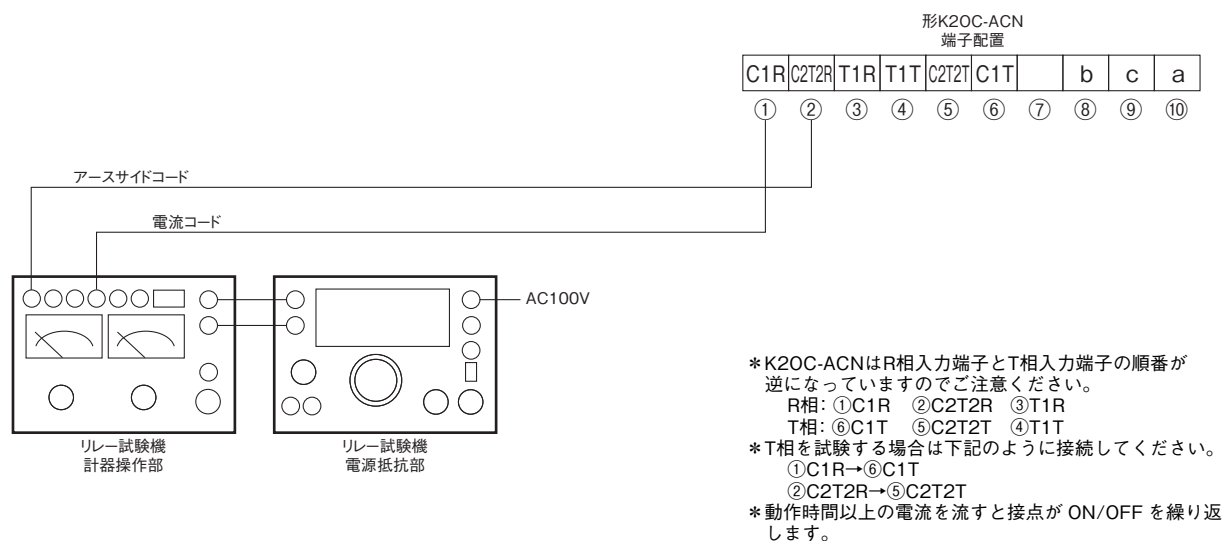 形K2OC-ACN
端子配置
C1R C2T2R T1R T1T C2T2T C1T b c a
① ② ③ ④ ⑤ ⑥ ⑦ ⑧ ⑨ ⑩
アースサイドコード
電流コード
AC100V
リレー試験機
計器操作部
リレー試験機
電源抵抗部
＊K2OC-ACNはR相入力端子とT相入力端子の順番が
逆になっていますのでご注意ください。
R相: ①C1R ②C2T2R ③T1R
T相: ⑥C1T ⑤C2T2T ④T1T
＊T相を試験する場合は下記のように接続してください。
①C1R→⑥C1T
②C2T2R→⑤C2T2T
＊動作時間以上の電流を流すと接点が ON/OFF を繰り返
します。